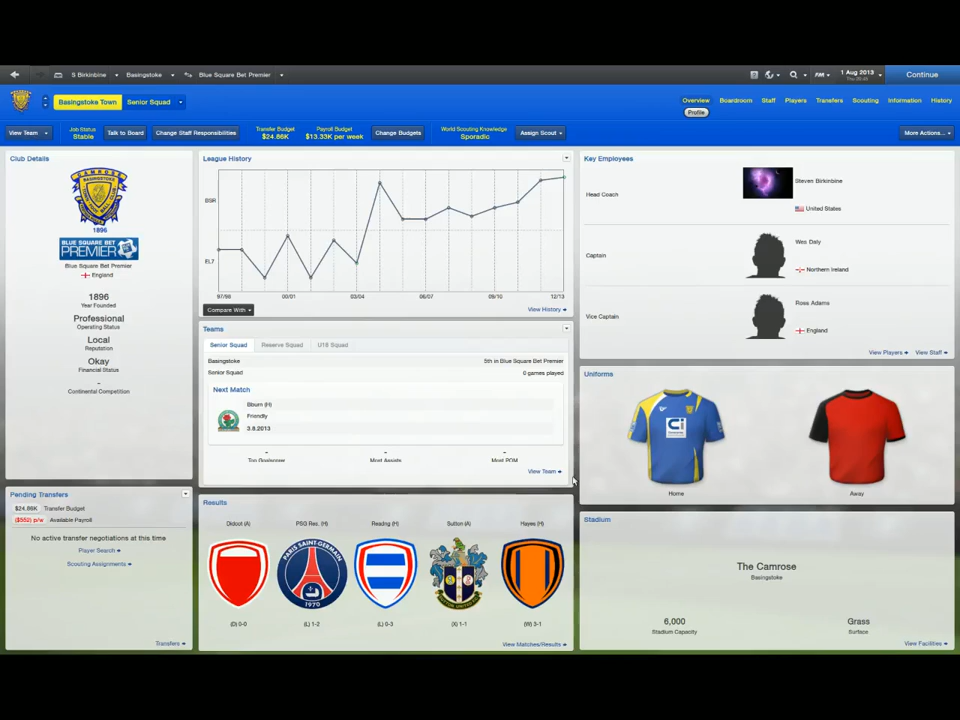 S Birkinbine
Basingstoke
Blue Square Bet Premier
FM
1 Aug 2013
Continue
Basingstoke Town
Senior Squad
Overview
Boardroom
Staff
Players
Transfers
Scouting
Information
History
Profile
View Team
Job Status
Stable
Talk to Board
Change Staff Responsibilities
Transfer Budget
$24.86K
Payroll Budget
$13.33K per week
Change Budgets
World Scouting Knowledge
Sporadic
Assign Scout
More Actions...
Club Details
CAMROSE
1896
BLUE SQUARE BET
PREMIER
Blue Square Bet Premier
England
1896
Year Founded
Professional
Operating Status
Local
Reputation
Okay
Financial Status
-
Continental Competition
League History
BSR
EL7
97/98
00/01
03/04
06/07
09/10
12/13
Compare With
View History
Teams
Senior Squad
Reserve Squad
U18 Squad
Basingstoke
5th in Blue Square Bet Premier
Senior Squad
0 games played
Next Match
Bburn (H)
Friendly
3.8.2013
-
-
-
Top Goalscorer
Most Assists
Most POM
View Team
Key Employees
Head Coach
Steven Birkinbine
United States
Captain
Wes Daly
Northern Ireland
Vice Captain
Ross Adams
England
View Players
View Staff
Uniforms
Ci
Home
Away
Pending Transfers
$24.86K Transfer Budget
($562) p/w Available Payroll
No active transfer negotiations at this time
Player Search
Scouting Assignments
Transfers
Results
Didcot (A)
PSG Res. (H)
Reading (H)
Sutton (A)
Hayes (H)
PARIS SAINT-GERMAIN
1970
(D) 0-0
(L) 1-2
(L) 0-3
(X) 1-1
(W) 3-1
View Matches/Results
Stadium
The Camrose
Basingstoke
6,000
Stadium Capacity
Grass
Surface
View Facilities